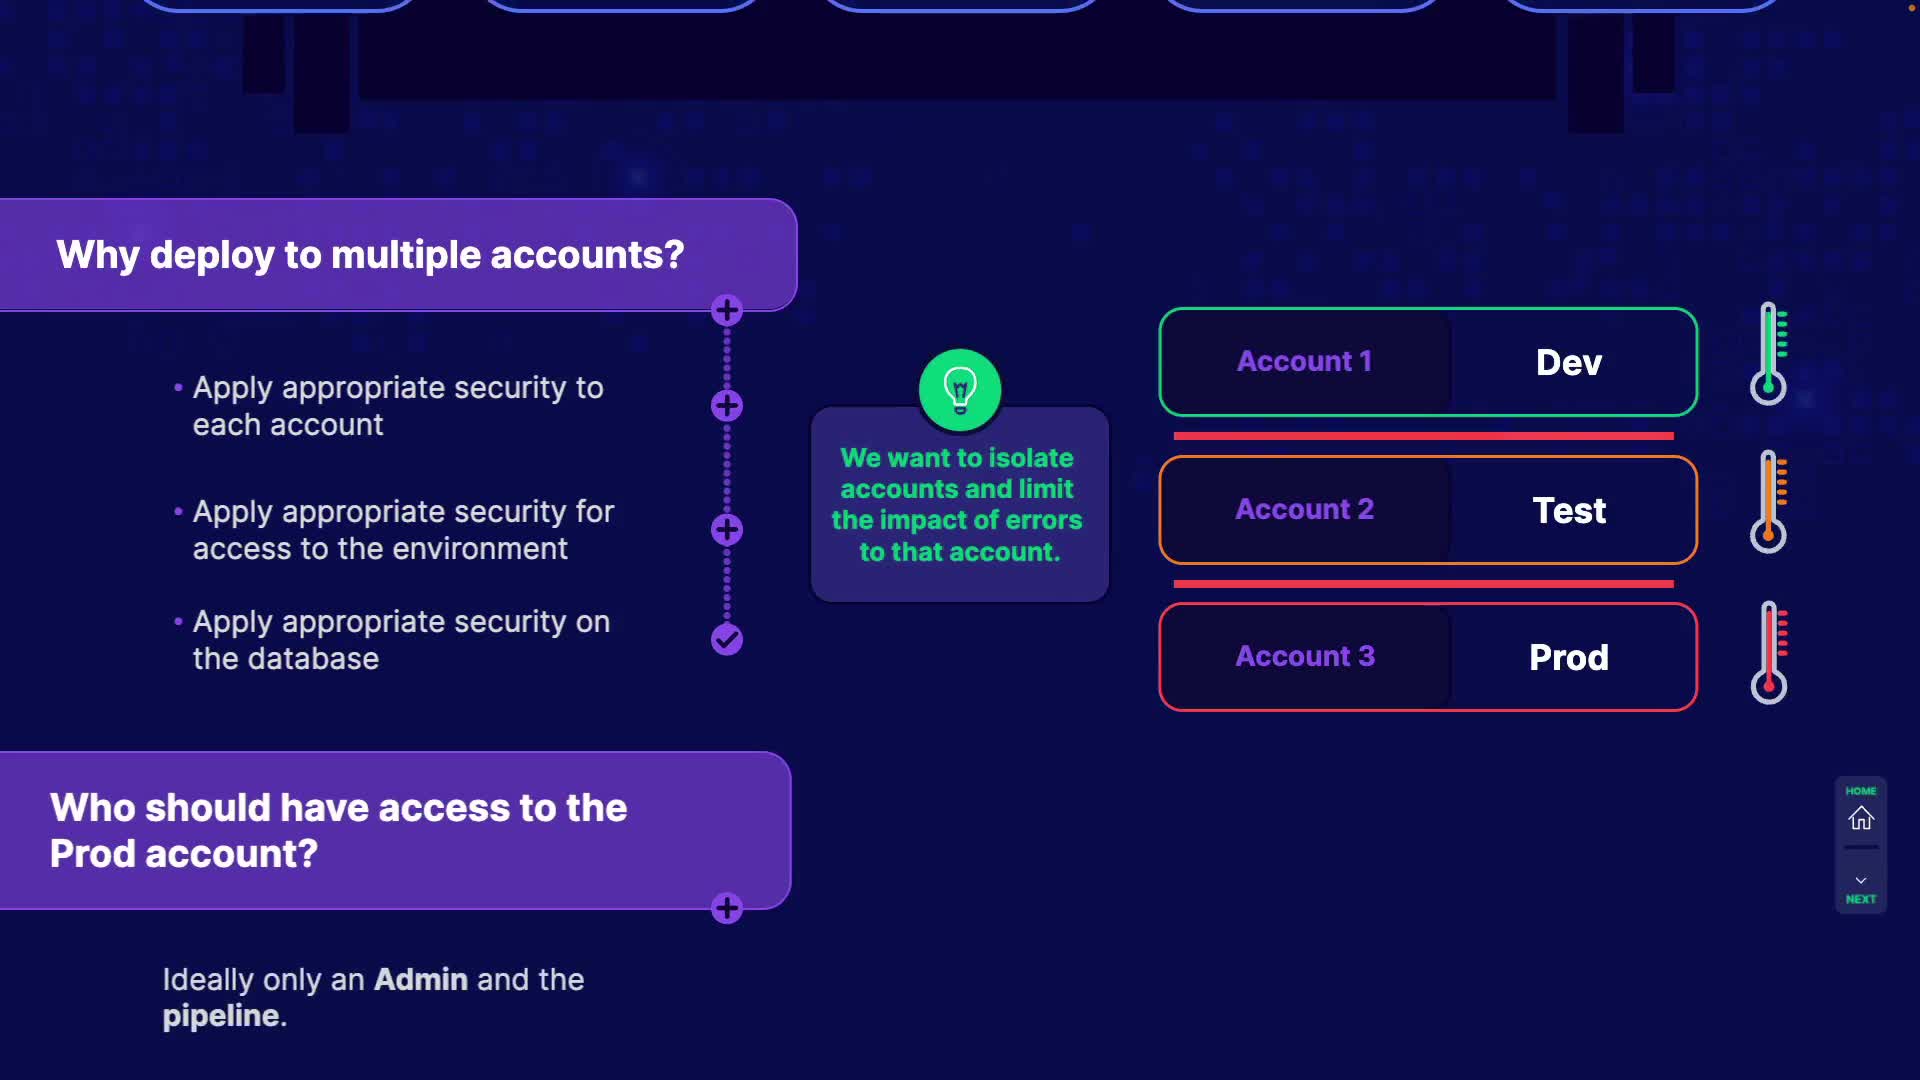 Why deploy to multiple accounts?
• Apply appropriate security to
each account
• Apply appropriate security for
access to the environment
• Apply appropriate security on
the database
We want to isolate
accounts and limit
the impact of errors
to that account.
Account 1 Dev
Account 2 Test
Account 3 Prod
Who should have access to the
Prod account?
Ideally only an Admin and the
pipeline.
HOME
NEXT